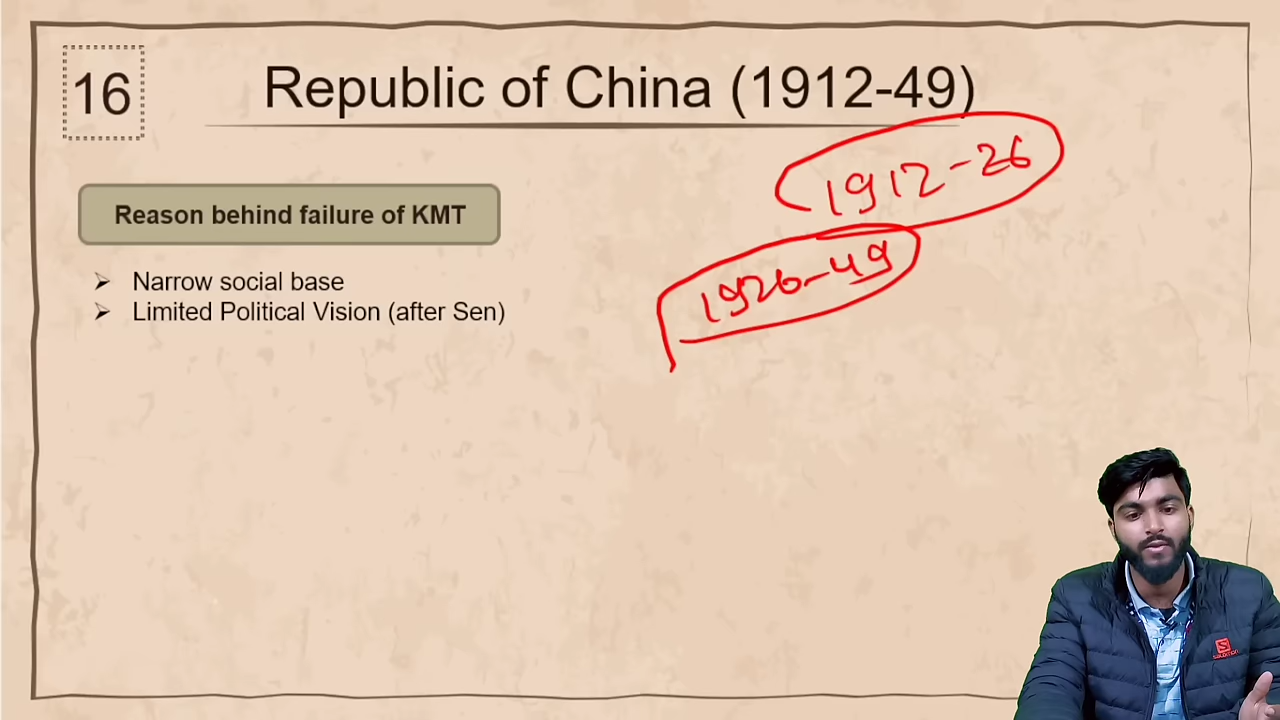 16
Republic of China (1912-49)
1912-26
Reason behind failure of KMT
1926-49
➢ Narrow social base
➢ Limited Political Vision (after Sen)
S
salomon